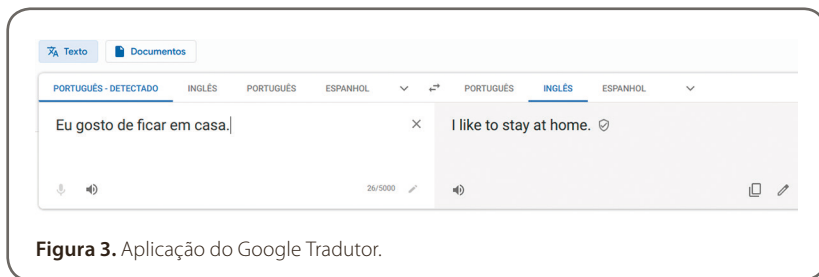 Texto Documentos
PORTUGUÊS - DETECTADO INGLÊS PORTUGUÊS ESPANHOL PORTUGUÊS INGLÊS ESPANHOL
Eu gosto de ficar em casa. I like to stay at home.
26/5000
Figura 3. Aplicação do Google Tradutor.